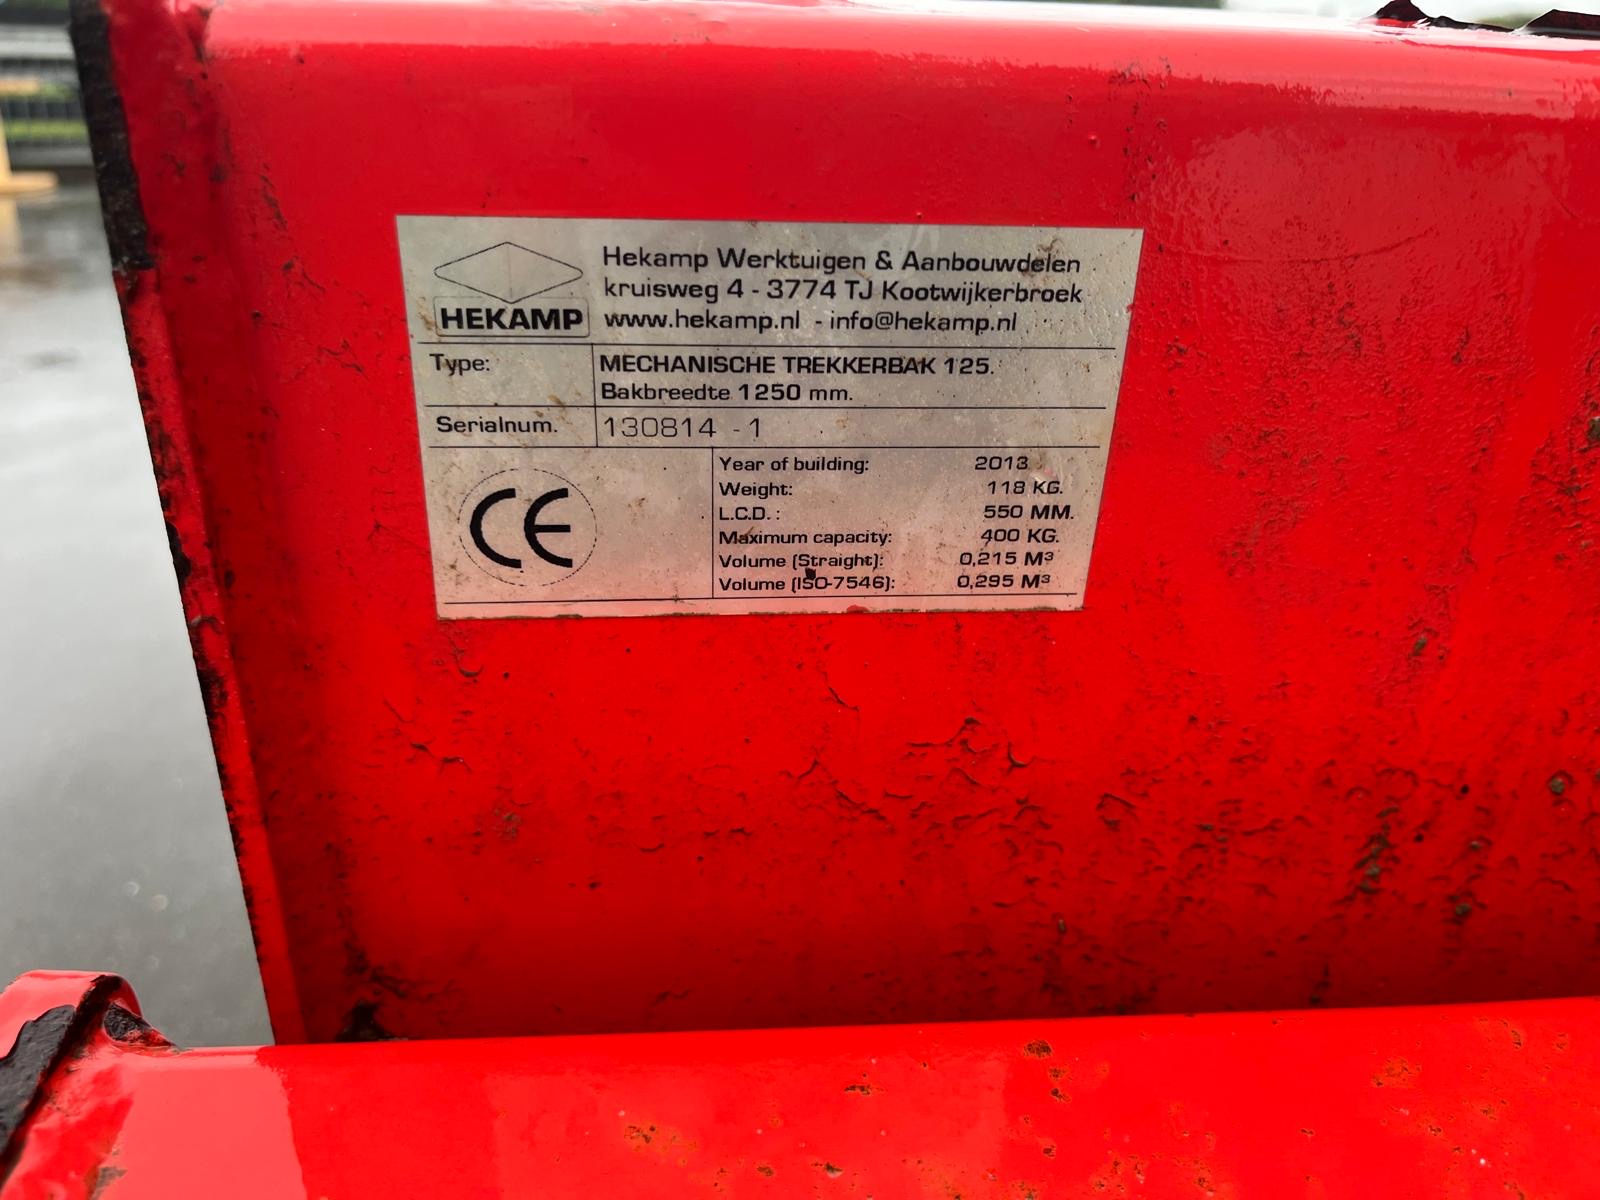 Hekamp Werktuigen & Aanbouwdelen
kruisweg 4 - 3774 TJ Kootwijkerbroek
HEKAMP www.hekamp.nl - info@hekamp.nl
Type: MECHANISCHE TREKKERBAK 125.
Bakbreedte 1250 mm.
Serialnum. 130814 -1
CE
Year of building: 2013
Weight: 118 KG.
L.C.D. : 550 MM.
Maximum capacity: 400 KG.
Volume (Straight): 0,215 M³
Volume (ISO-7546): 0,295 M³